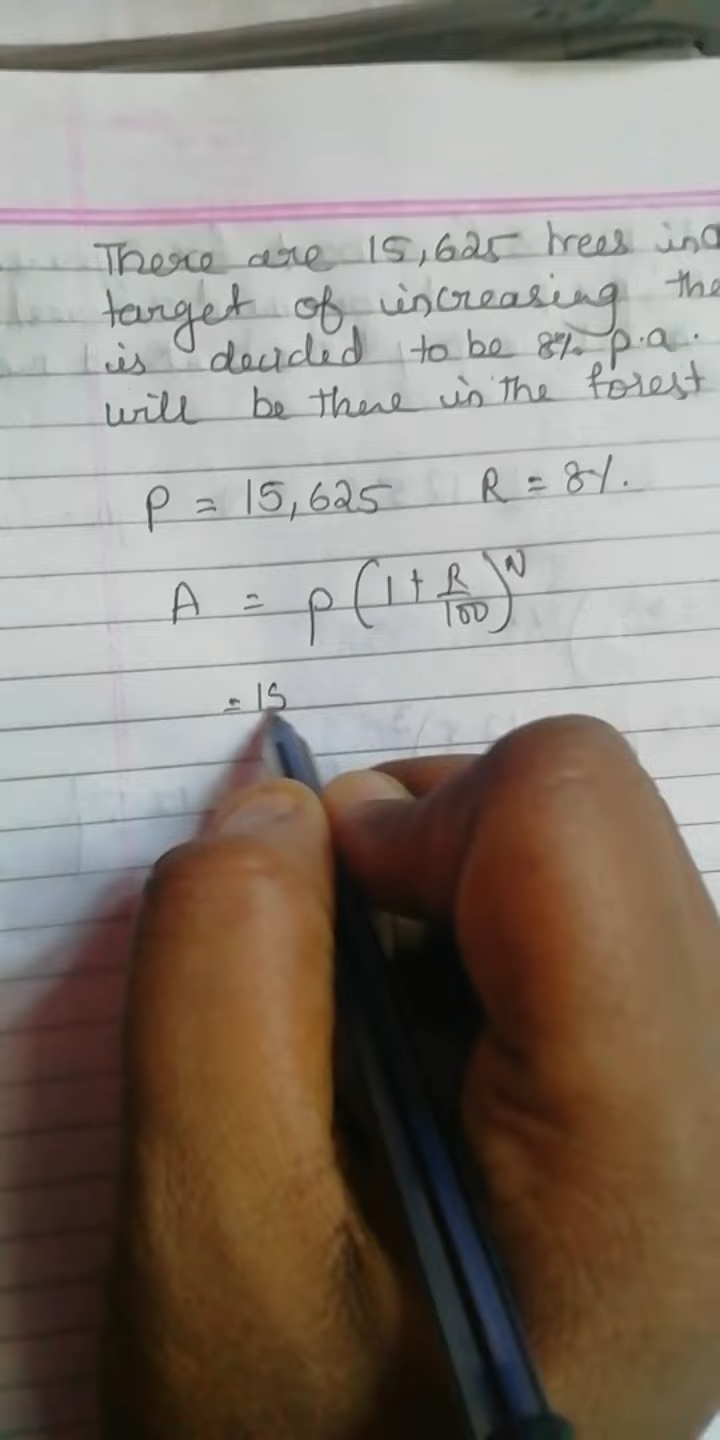 There are 15,625 trees in a
target of increasing the
is decided to be 8% p.a.
will be there in the forest
P = 15,625 R = 8%.
A = P (1 + R/100)^N
= 15